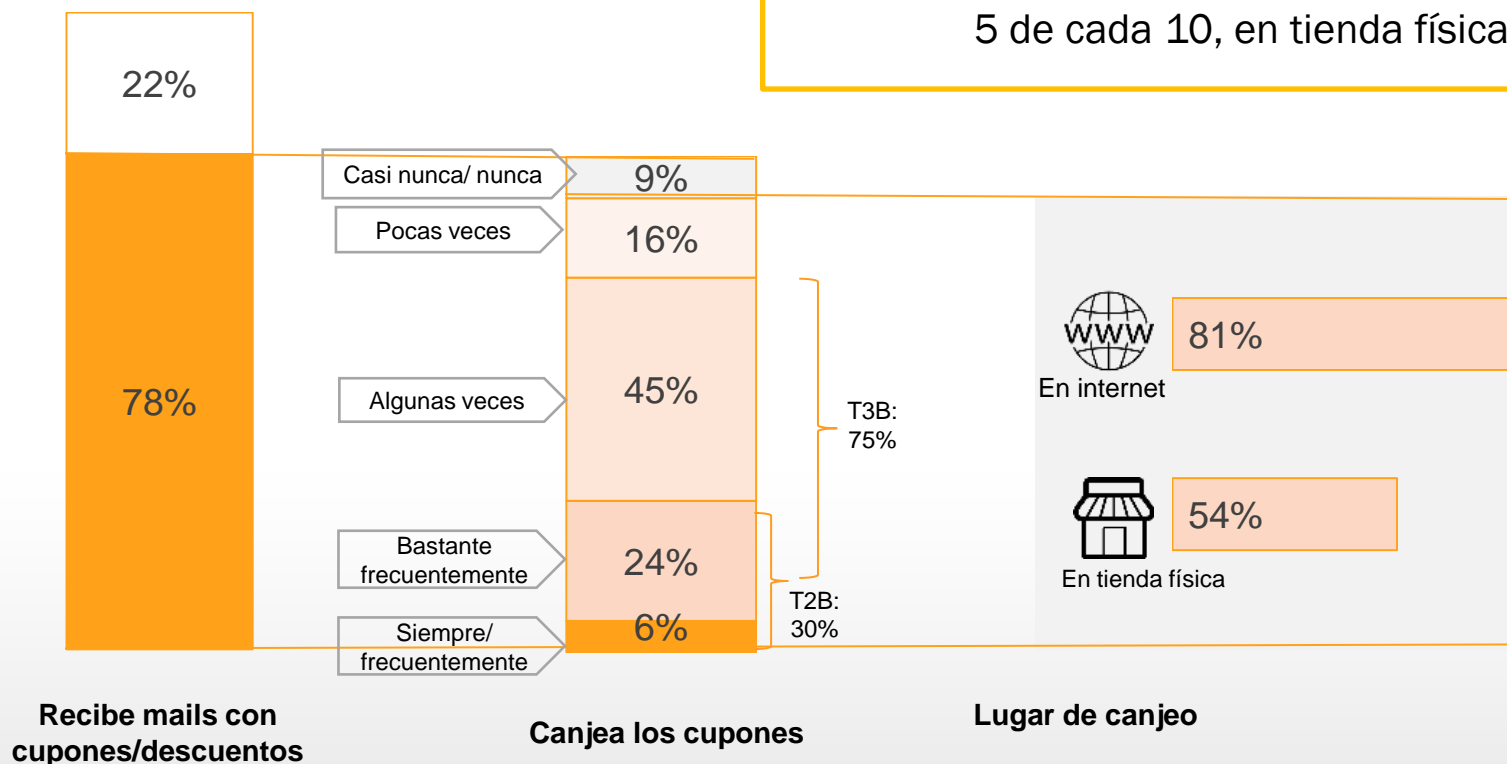 5 de cada 10, en tienda física
22%
78%
Recibe mails con
cupones/descuentos
Casi nunca/ nunca
9%
Pocas veces
16%
Algunas veces
45%
Bastante
frecuentemente
24%
Siempre/
frecuentemente
6%
T3B:
75%
T2B:
30%
Canjea los cupones
WWW
En internet
81%
En tienda física
54%
Lugar de canjeo